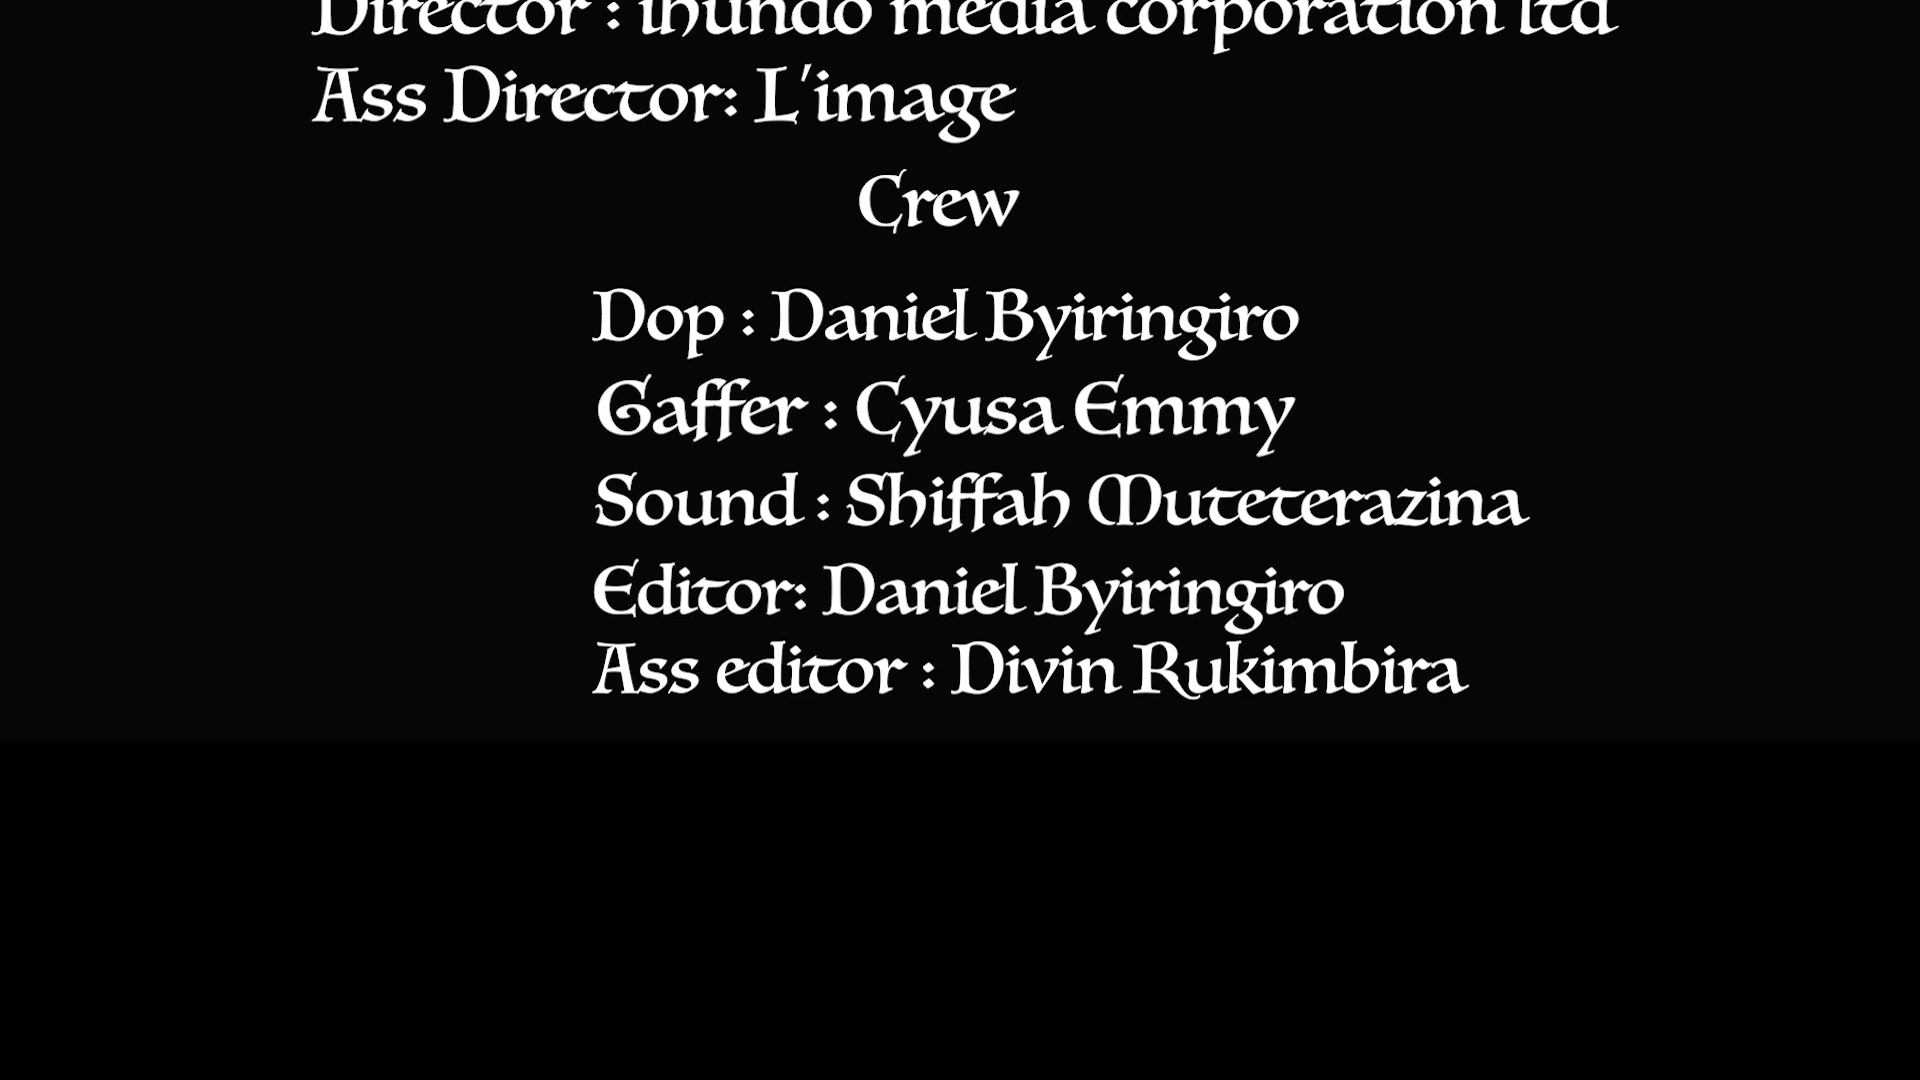 Director : ihundo media corporation ltd
Ass Director: L'image
Crew
Dop : Daniel Byiringiro
Gaffer : Cyusa Emmy
Sound : Shiffah Muteterazina
Editor: Daniel Byiringiro
Ass editor : Divin Rukimbira